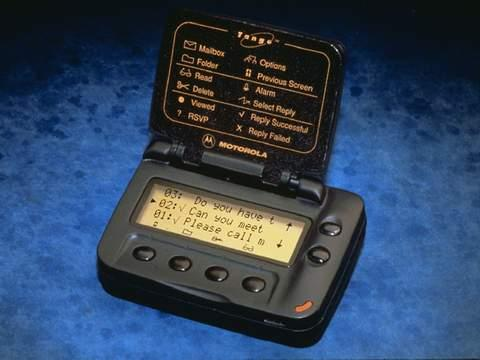 Tango™
Mailbox
Folder
Read
Delete
Viewed
? RSVP
Options
Previous Screen
Alarm
Select Reply
√ Reply Successful
X Reply Failed
MOTOROLA
03: Do you have t ↑
▶02:√ Can you meet
01:√ Please call m ↓